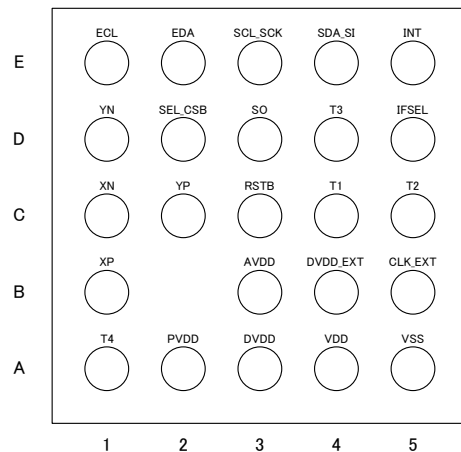 ECL EDA SCL_SCK SDA_SI INT
E
YN SEL_CSB SO T3 IFSEL
D
XN YP RSTB T1 T2
C
XP AVDD DVDD_EXT CLK_EXT
B
T4 PVDD DVDD VDD VSS
A
1 2 3 4 5